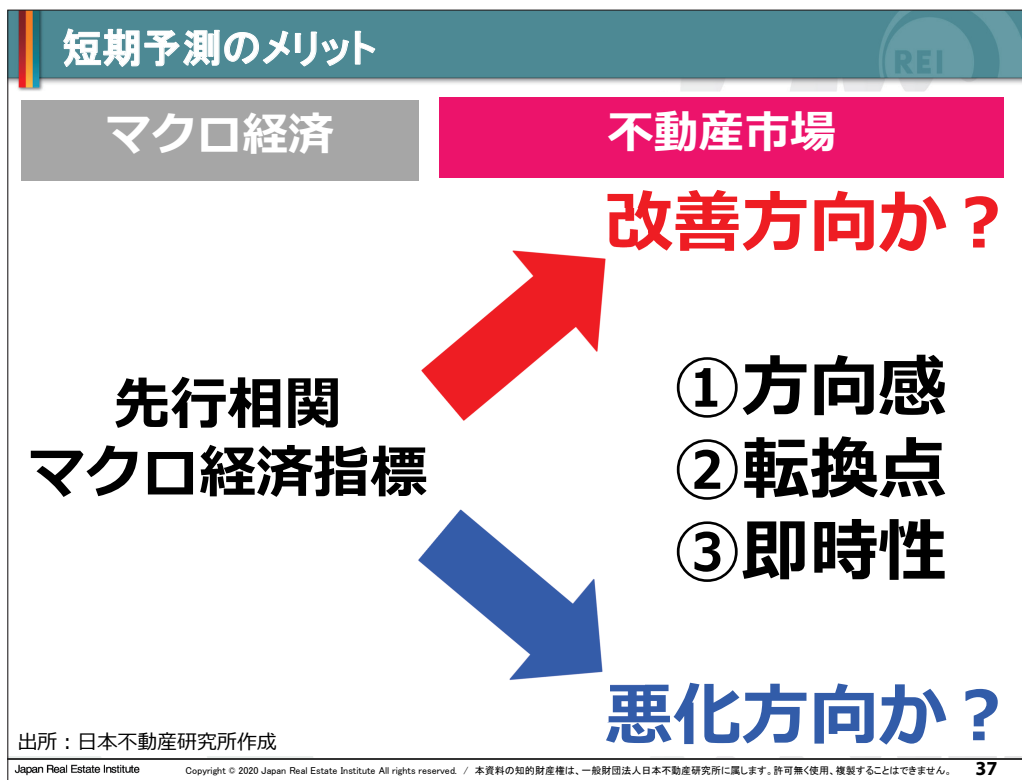 短期予測のメリット
REI
マクロ経済
不動産市場
改善方向か？
先行相関
マクロ経済指標
①方向感
②転換点
③即時性
悪化方向か？
出所：日本不動産研究所作成
Japan Real Estate Institute
Copyright © 2020 Japan Real Estate Institute All rights reserved. / 本資料の知的財産権は、一般財団法人日本不動産研究所に属します。許可無く使用、複製することはできません。
37